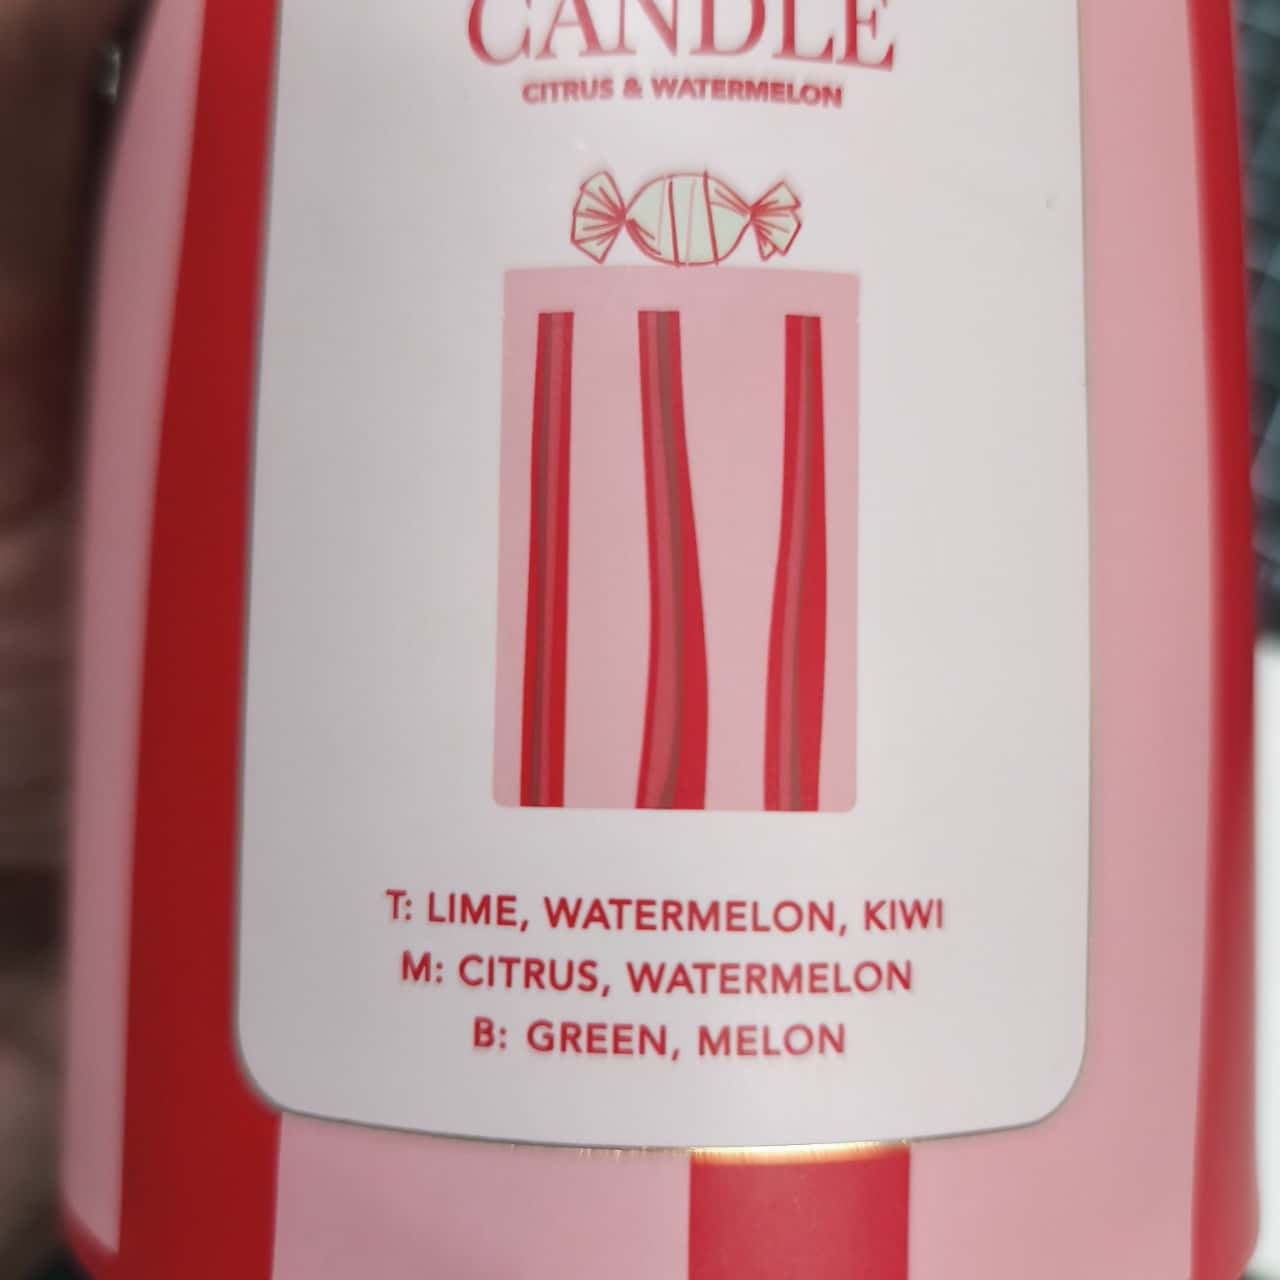 CANDLE
CITRUS & WATERMELON
T: LIME, WATERMELON, KIWI
M: CITRUS, WATERMELON
B: GREEN, MELON